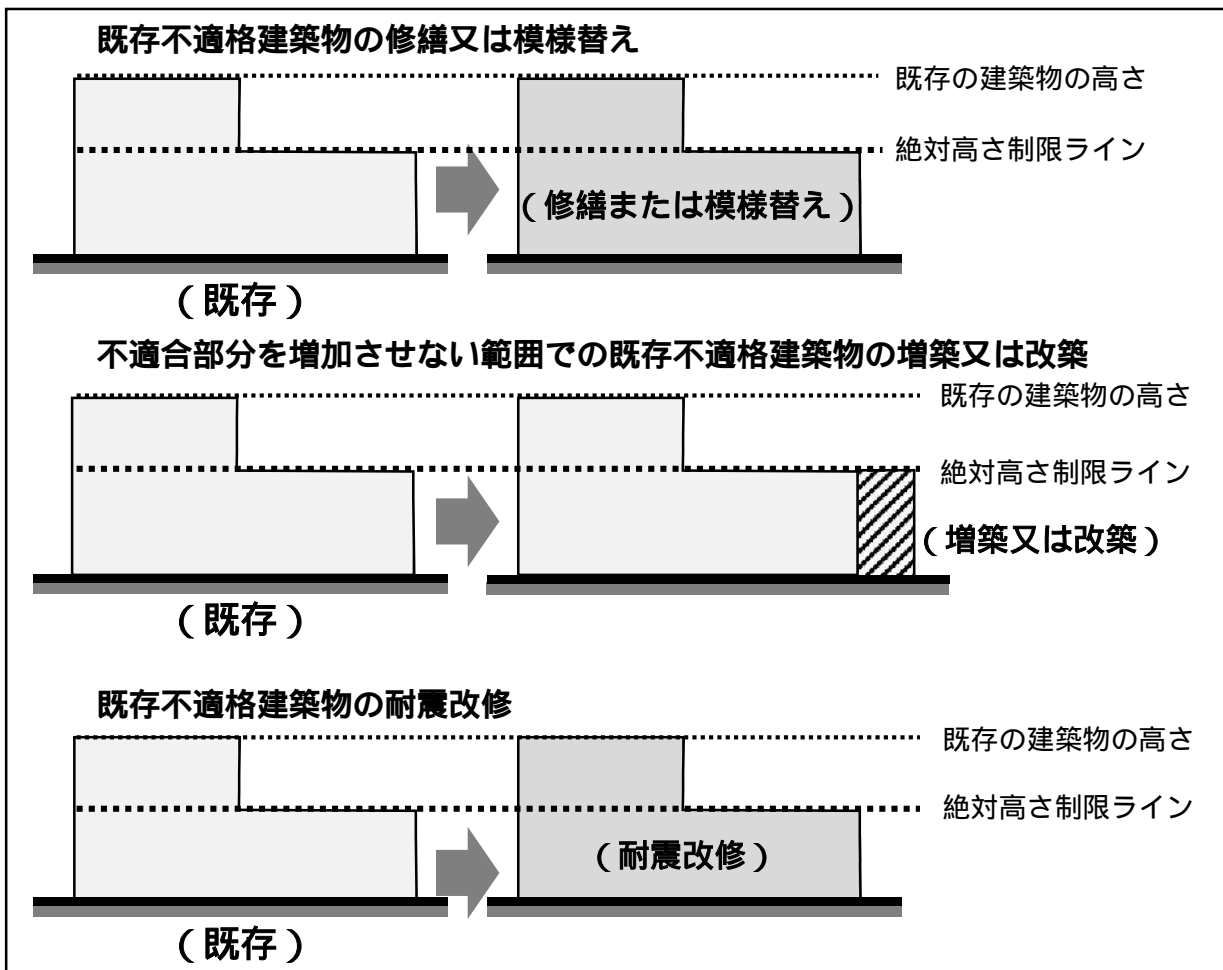 既存不適格建築物の修繕又は模様替え
既存の建築物の高さ
絶対高さ制限ライン
（修繕または模様替え）
（既存）
不適合部分を増加させない範囲での既存不適格建築物の増築又は改築
既存の建築物の高さ
絶対高さ制限ライン
（増築又は改築）
（既存）
既存不適格建築物の耐震改修
既存の建築物の高さ
絶対高さ制限ライン
（耐震改修）
（既存）